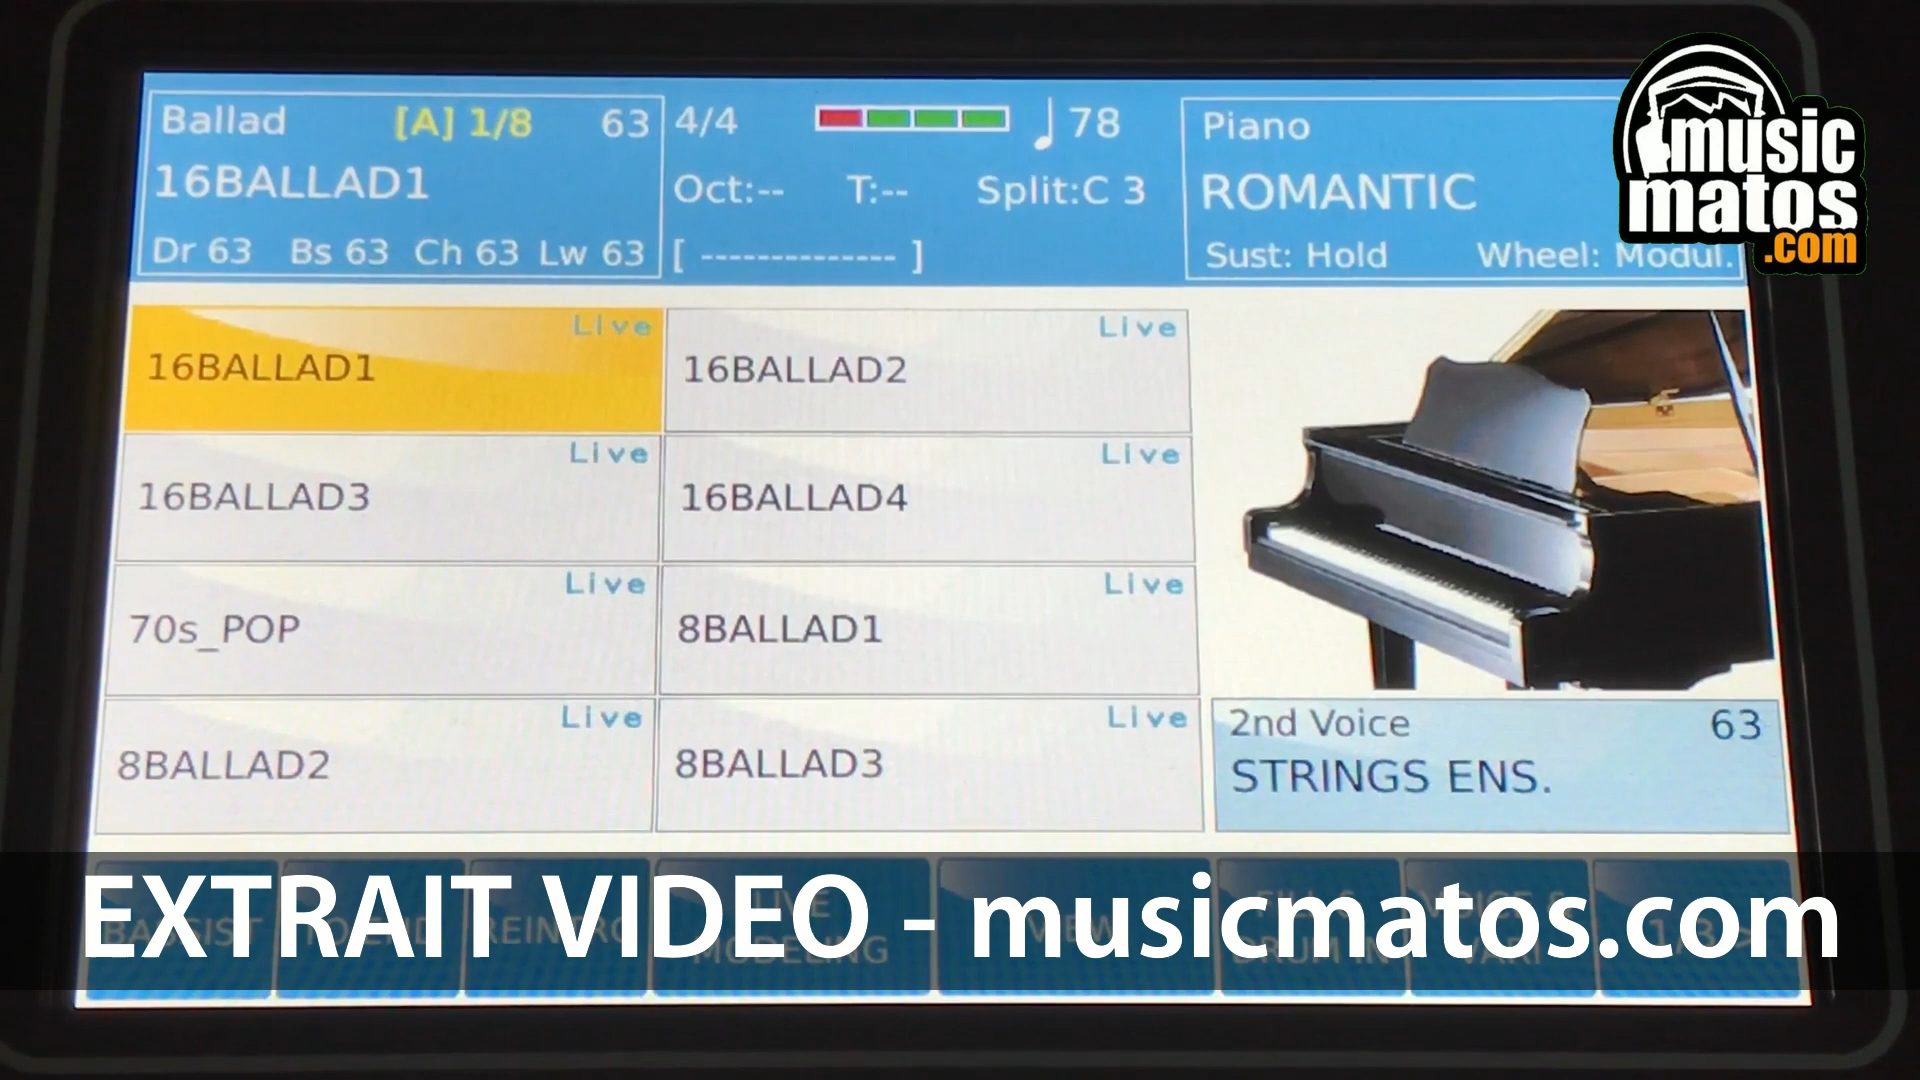 Ballad [A] 1/8 63
16BALLAD1
Dr 63 Bs 63 Ch 63 Lw 63
4/4 78
Oct:-- T:-- Split:C 3
[ -------------- ]
Piano
ROMANTIC
Sust: Hold Wheel: Modul.
music
matos
.com
Live
16BALLAD1
Live
16BALLAD2
Live
16BALLAD3
Live
16BALLAD4
Live
70s_POP
Live
8BALLAD1
Live
8BALLAD2
Live
8BALLAD3
2nd Voice 63
STRINGS ENS.
EXTRAIT VIDEO - musicmatos.com